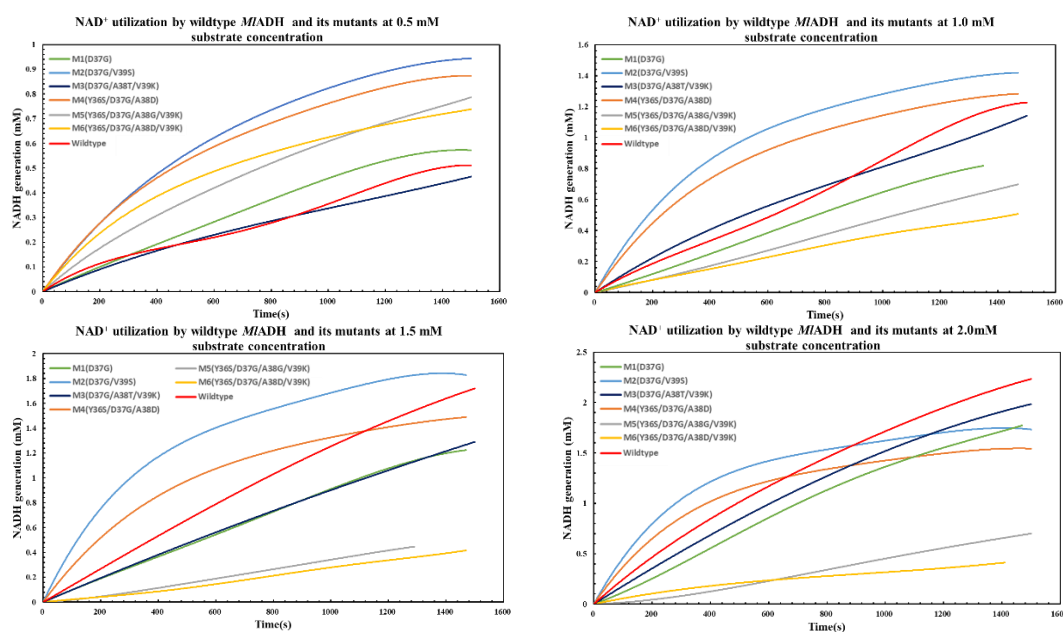 NAD⁺ utilization by wildtype MlADH and its mutants at 0.5 mM
substrate concentration
NADH generation (mM)
1
0.9
0.8
0.7
0.6
0.5
0.4
0.3
0.2
0.1
0
M1(D37G)
M2(D37G/V39S)
M3(D37G/A38T/V39K)
M4(Y36S/D37G/A38D)
M5(Y36S/D37G/A38G/V39K)
M6(Y36S/D37G/A38D/V39K)
Wildtype
0 200 400 600 800 1000 1200 1400 1600
Time(s)
NAD⁺ utilization by wildtype MlADH and its mutants at 1.0 mM
substrate concentration
NADH generation (mM)
1.6
1.4
1.2
1
0.8
0.6
0.4
0.2
0
M1(D37G)
M2(D37G/V39S)
M3(D37G/A38T/V39K)
M4(Y36S/D37G/A38D)
M5(Y36S/D37G/A38G/V39K)
M6(Y36S/D37G/A38D/V39K)
Wildtype
0 200 400 600 800 1000 1200 1400 1600
Time(s)
NAD⁺ utilization by wildtype MlADH and its mutants at 1.5 mM
substrate concentration
NADH generation (mM)
2
1.8
1.6
1.4
1.2
1
0.8
0.6
0.4
0.2
0
M1(D37G)
M2(D37G/V39S)
M3(D37G/A38T/V39K)
M4(Y36S/D37G/A38D)
M5(Y36S/D37G/A38G/V39K)
M6(Y36S/D37G/A38D/V39K)
Wildtype
0 200 400 600 800 1000 1200 1400 1600
Time(s)
NAD⁺ utilization by wildtype MlADH and its mutants at 2.0mM
substrate concentration
NADH generation (mM)
2.5
2
1.5
1
0.5
0
M1(D37G)
M2(D37G/V39S)
M3(D37G/A38T/V39K)
M4(Y36S/D37G/A38D)
M5(Y36S/D37G/A38G/V39K)
M6(Y36S/D37G/A38D/V39K)
Wildtype
0 200 400 600 800 1000 1200 1400 1600
Time(s)